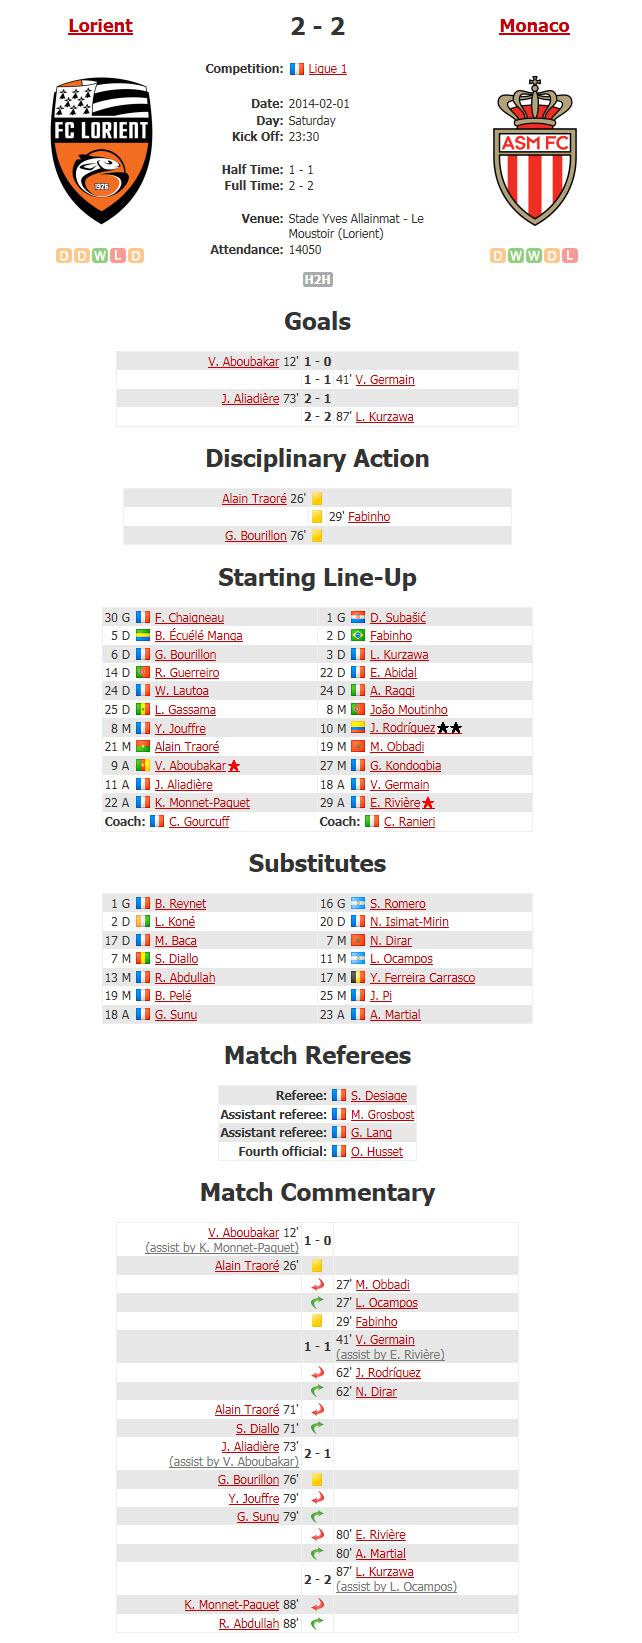 Lorient
2 - 2
Monaco
Competition: Ligue 1
Date: 2014-02-01
Day: Saturday
Kick Off: 23:30
Half Time: 1 - 1
Full Time: 2 - 2
Venue: Stade Yves Allainmat - Le
Moustoir (Lorient)
Attendance: 14050
FC LORIENT
1926
ASM FC
D D W L D
D W W D L
H2H
Goals
V. Aboubakar 12' 1 - 0
1 - 1 41' V. Germain
J. Aliadière 73' 2 - 1
2 - 2 87' L. Kurzawa
Disciplinary Action
Alain Traoré 26'
29' Fabinho
G. Bourillon 76'
Starting Line-Up
30 G F. Chaigneau 1 G D. Subašić
5 D B. Écuélé Manga 2 D Fabinho
6 D G. Bourillon 3 D L. Kurzawa
14 D R. Guerreiro 22 D E. Abidal
24 D W. Lautoa 24 D A. Raggi
25 D L. Gassama 8 M João Moutinho
8 M Y. Jouffre 10 M J. Rodríguez
21 M Alain Traoré 19 M M. Obbadi
9 A V. Aboubakar 27 M G. Kondogbia
11 A J. Aliadière 18 A V. Germain
22 A K. Monnet-Paquet 29 A E. Rivière
Coach: C. Gourcuff Coach: C. Ranieri
Substitutes
1 G B. Reynet 16 G S. Romero
2 D L. Koné 20 D N. Isimat-Mirin
17 D M. Baca 7 M N. Dirar
7 M S. Diallo 11 M L. Ocampos
13 M R. Abdullah 17 M Y. Ferreira Carrasco
19 M B. Pelé 25 M J. Pi
18 A G. Sunu 23 A A. Martial
Match Referees
Referee: S. Desiage
Assistant referee: M. Grosbost
Assistant referee: G. Lang
Fourth official: O. Husset
Match Commentary
V. Aboubakar 12' 1 - 0
(assist by K. Monnet-Paquet)
Alain Traoré 26'
27' M. Obbadi
27' L. Ocampos
29' Fabinho
1 - 1 41' V. Germain
(assist by E. Rivière)
62' J. Rodríguez
62' N. Dirar
Alain Traoré 71'
S. Diallo 71'
J. Aliadière 73' 2 - 1
(assist by V. Aboubakar)
G. Bourillon 76'
Y. Jouffre 79'
G. Sunu 79'
80' E. Rivière
80' A. Martial
2 - 2 87' L. Kurzawa
(assist by L. Ocampos)
K. Monnet-Paquet 88'
R. Abdullah 88'